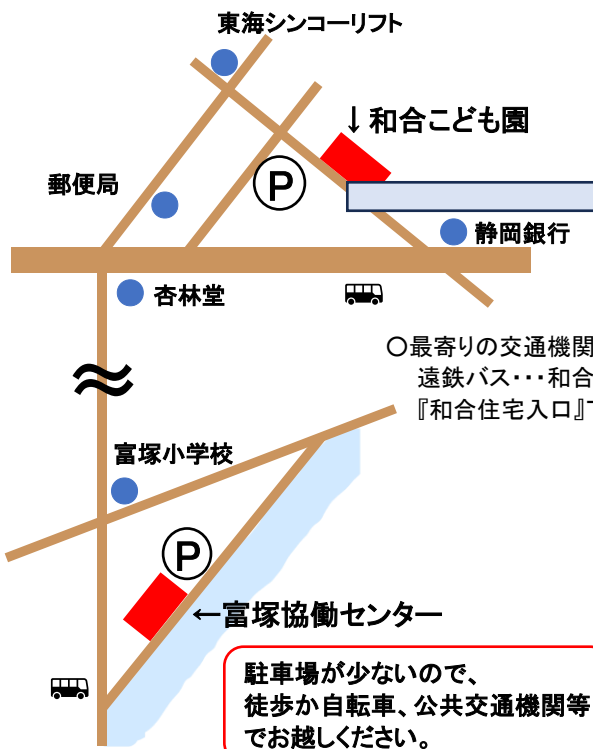 東海シンコーリフト
↓和合こども園
P
郵便局
静岡銀行
杏林堂
〇最寄りの交通機関
遠鉄バス・・・和合
『和合住宅入口』
富塚小学校
P
←富塚協働センター
駐車場が少ないので、
徒歩か自転車、公共交通機関等
でお越しください。